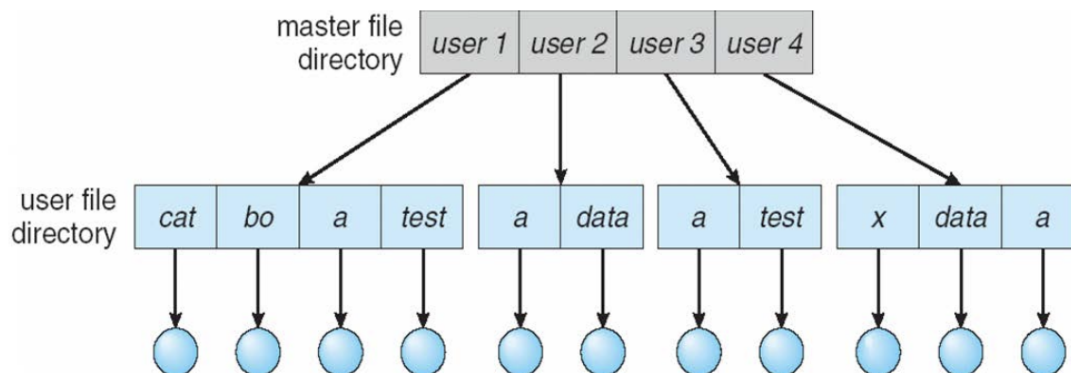 master file
directory
user 1 user 2 user 3 user 4
user file
directory
cat bo a test a data a test x data a